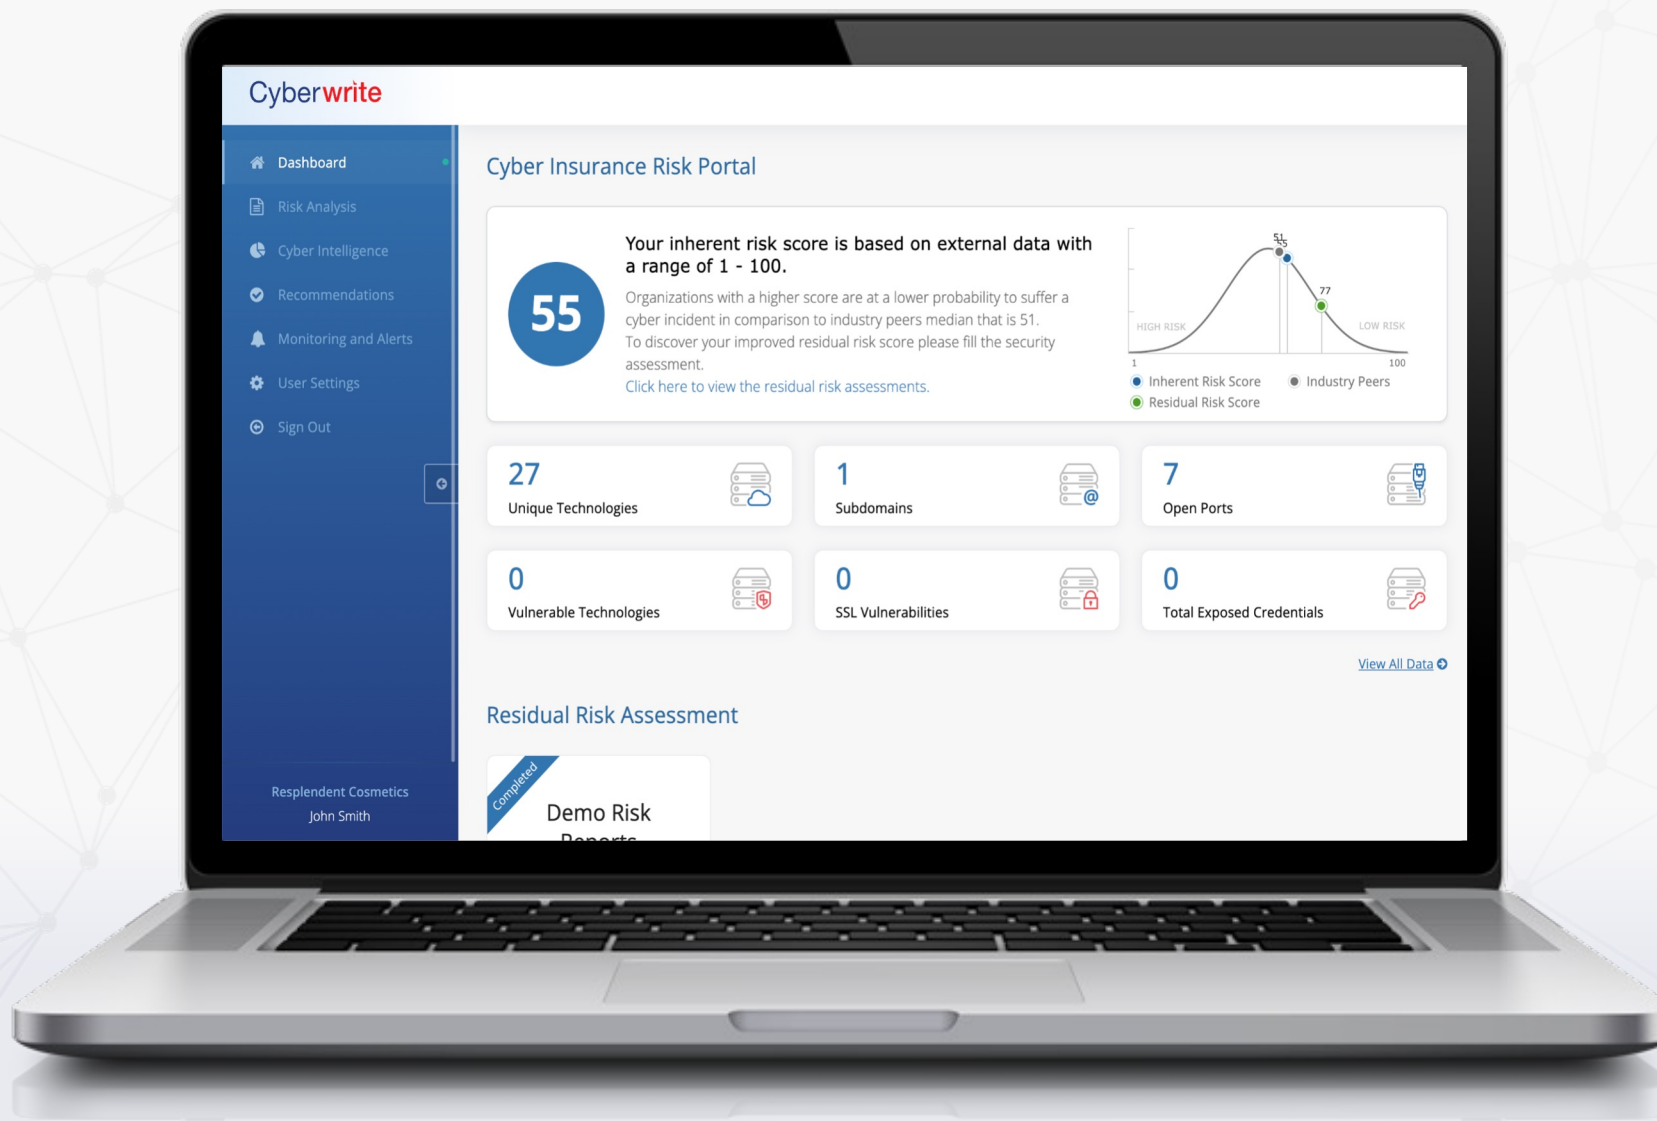 Cyberwrite
Dashboard
Risk Analysis
Cyber Intelligence
Recommendations
Monitoring and Alerts
User Settings
Sign Out
Resplendent Cosmetics
John Smith
Cyber Insurance Risk Portal
55
Your inherent risk score is based on external data with
a range of 1 - 100.
Organizations with a higher score are at a lower probability to suffer a
cyber incident in comparison to industry peers median that is 51.
To discover your improved residual risk score please fill the security
assessment.
Click here to view the residual risk assessments.
51
55
77
HIGH RISK
LOW RISK
1
100
Inherent Risk Score
Industry Peers
Residual Risk Score
27
Unique Technologies
1
Subdomains
7
Open Ports
0
Vulnerable Technologies
0
SSL Vulnerabilities
0
Total Exposed Credentials
View All Data
Residual Risk Assessment
Completed
Demo Risk
Reports